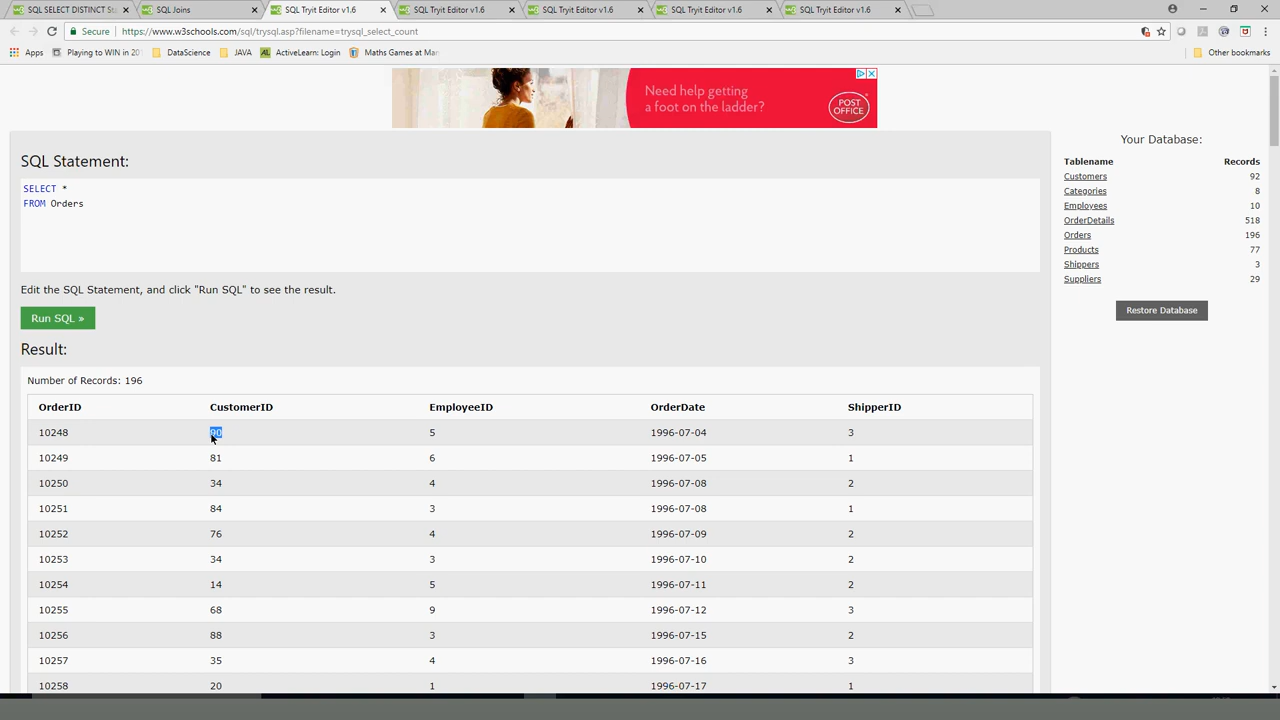 SQL SELECT DISTINCT St
SQL Joins
SQL Tryit Editor v1.6
SQL Tryit Editor v1.6
SQL Tryit Editor v1.6
SQL Tryit Editor v1.6
SQL Tryit Editor v1.6
Secure
https://www.w3schools.com/sql/trysql.asp?filename=trysql_select_count
Apps
Playing to WIN in 20
DataScience
JAVA
ActiveLearn: Login
Maths Games at Mar
Other bookmarks
Need help getting
a foot on the ladder?
POST
OFFICE
SQL Statement:
SELECT *
FROM Orders
Edit the SQL Statement, and click "Run SQL" to see the result.
Run SQL »
Result:
Number of Records: 196
OrderID CustomerID EmployeeID OrderDate ShipperID
10248 90 5 1996-07-04 3
10249 81 6 1996-07-05 1
10250 34 4 1996-07-08 2
10251 84 3 1996-07-08 1
10252 76 4 1996-07-09 2
10253 34 3 1996-07-10 2
10254 14 5 1996-07-11 2
10255 68 9 1996-07-12 3
10256 88 3 1996-07-15 2
10257 35 4 1996-07-16 3
10258 20 1 1996-07-17 1
Your Database:
Tablename Records
Customers 92
Categories 8
Employees 10
OrderDetails 518
Orders 196
Products 77
Shippers 3
Suppliers 29
Restore Database